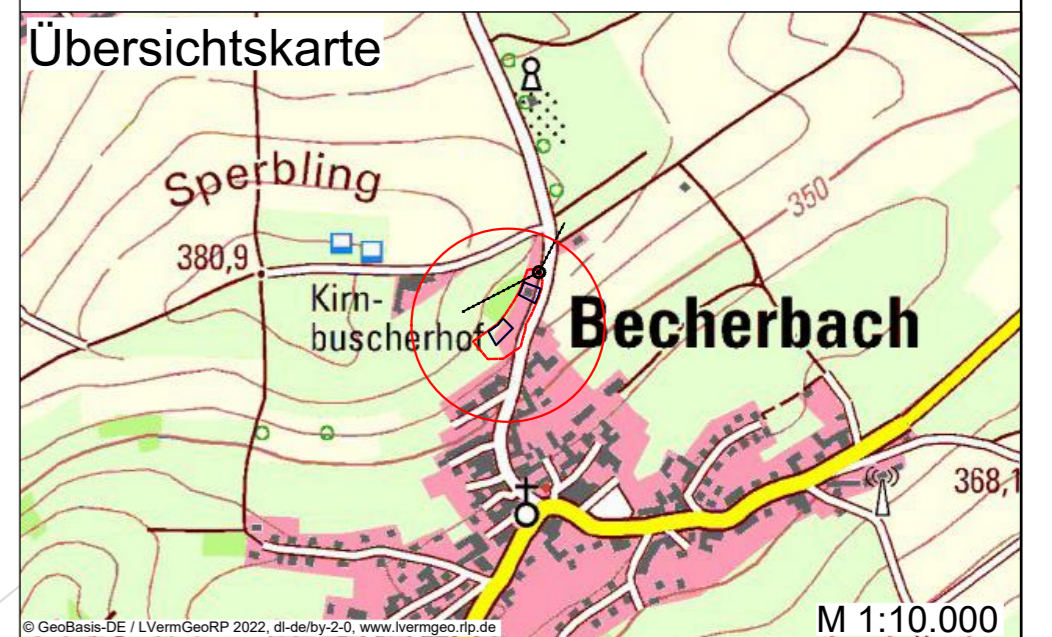 Übersichtskarte
Sperbling
350
380,9
Kirn-
buscherhof
Becherbach
368,1
M 1:10.000
© GeoBasis-DE / LVermGeoRP 2022, dl-de/by-2-0, www.lvermgeo.rlp.de